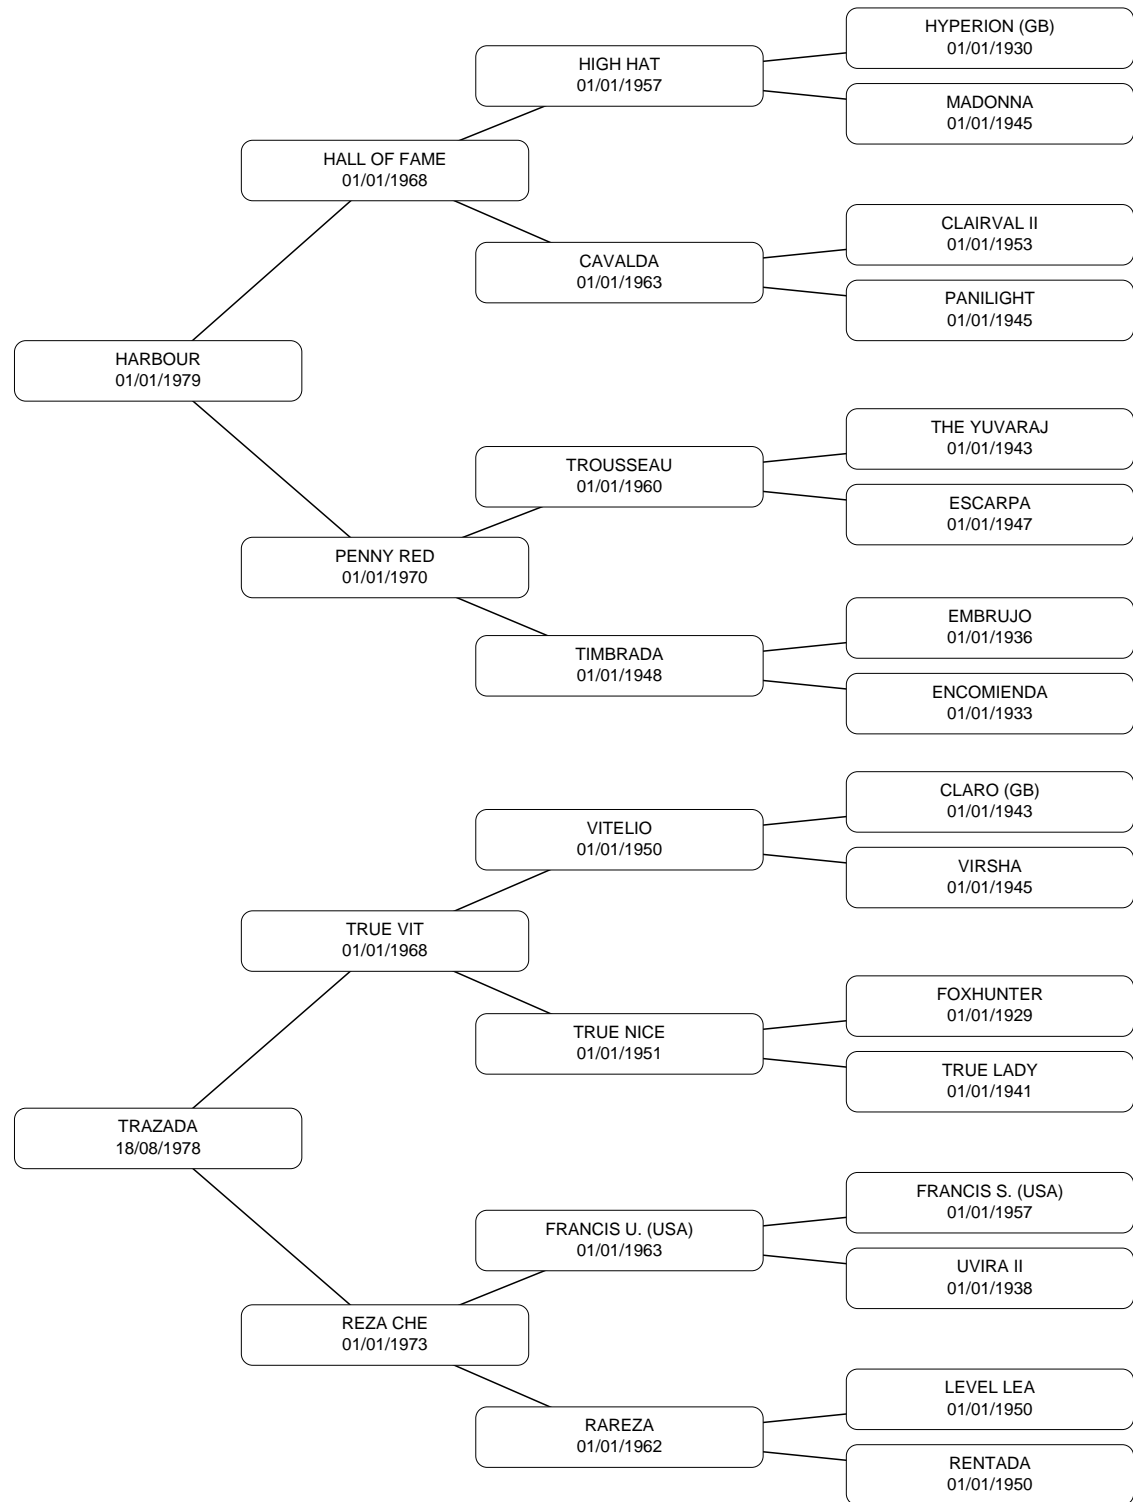 HYPERION (GB)
01/01/1930
HIGH HAT
01/01/1957
MADONNA
01/01/1945
HALL OF FAME
01/01/1968
CLAIRVAL II
01/01/1953
CAVALDA
01/01/1963
PANILIGHT
01/01/1945
HARBOUR
01/01/1979
THE YUVARAJ
01/01/1943
TROUSSEAU
01/01/1960
ESCARPA
01/01/1947
PENNY RED
01/01/1970
EMBRUJO
01/01/1936
TIMBRADA
01/01/1948
ENCOMIENDA
01/01/1933
CLARO (GB)
01/01/1943
VITELIO
01/01/1950
VIRSHA
01/01/1945
TRUE VIT
01/01/1968
FOXHUNTER
01/01/1929
TRUE NICE
01/01/1951
TRUE LADY
01/01/1941
TRAZADA
18/08/1978
FRANCIS S. (USA)
01/01/1957
FRANCIS U. (USA)
01/01/1963
UVIRA II
01/01/1938
REZA CHE
01/01/1973
LEVEL LEA
01/01/1950
RAREZA
01/01/1962
RENTADA
01/01/1950